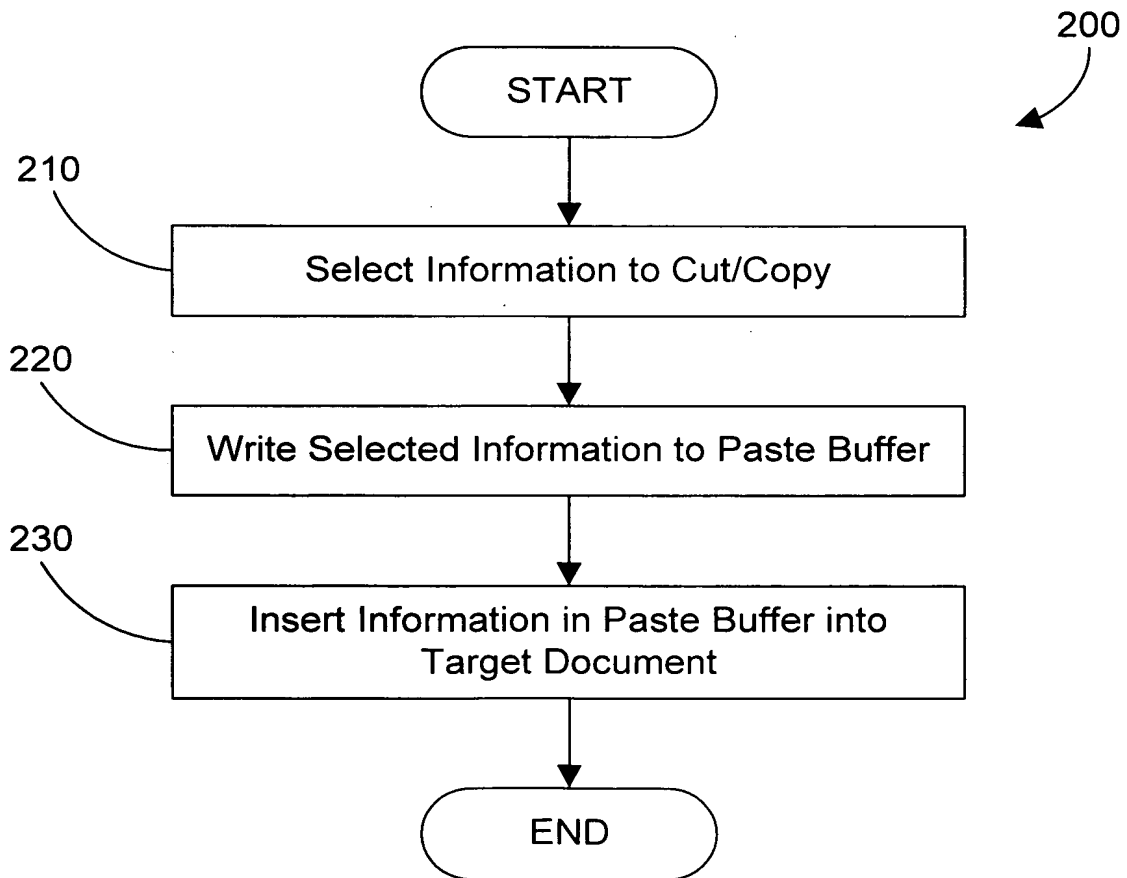 200
START
210
Select Information to Cut/Copy
220
Write Selected Information to Paste Buffer
230
Insert Information in Paste Buffer into
Target Document
END